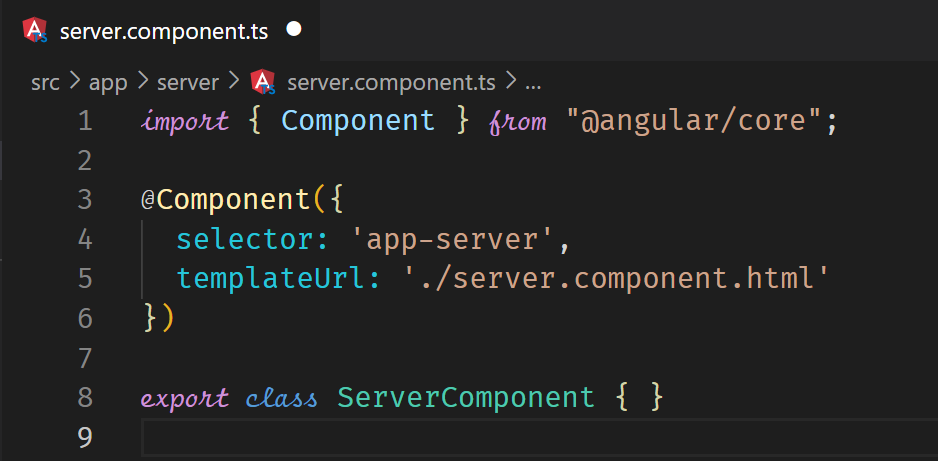 server.component.ts
src > app > server > server.component.ts > ...
1 import { Component } from "@angular/core";
2
3 @Component({
4   selector: 'app-server',
5   templateUrl: './server.component.html'
6 })
7
8 export class ServerComponent { }
9